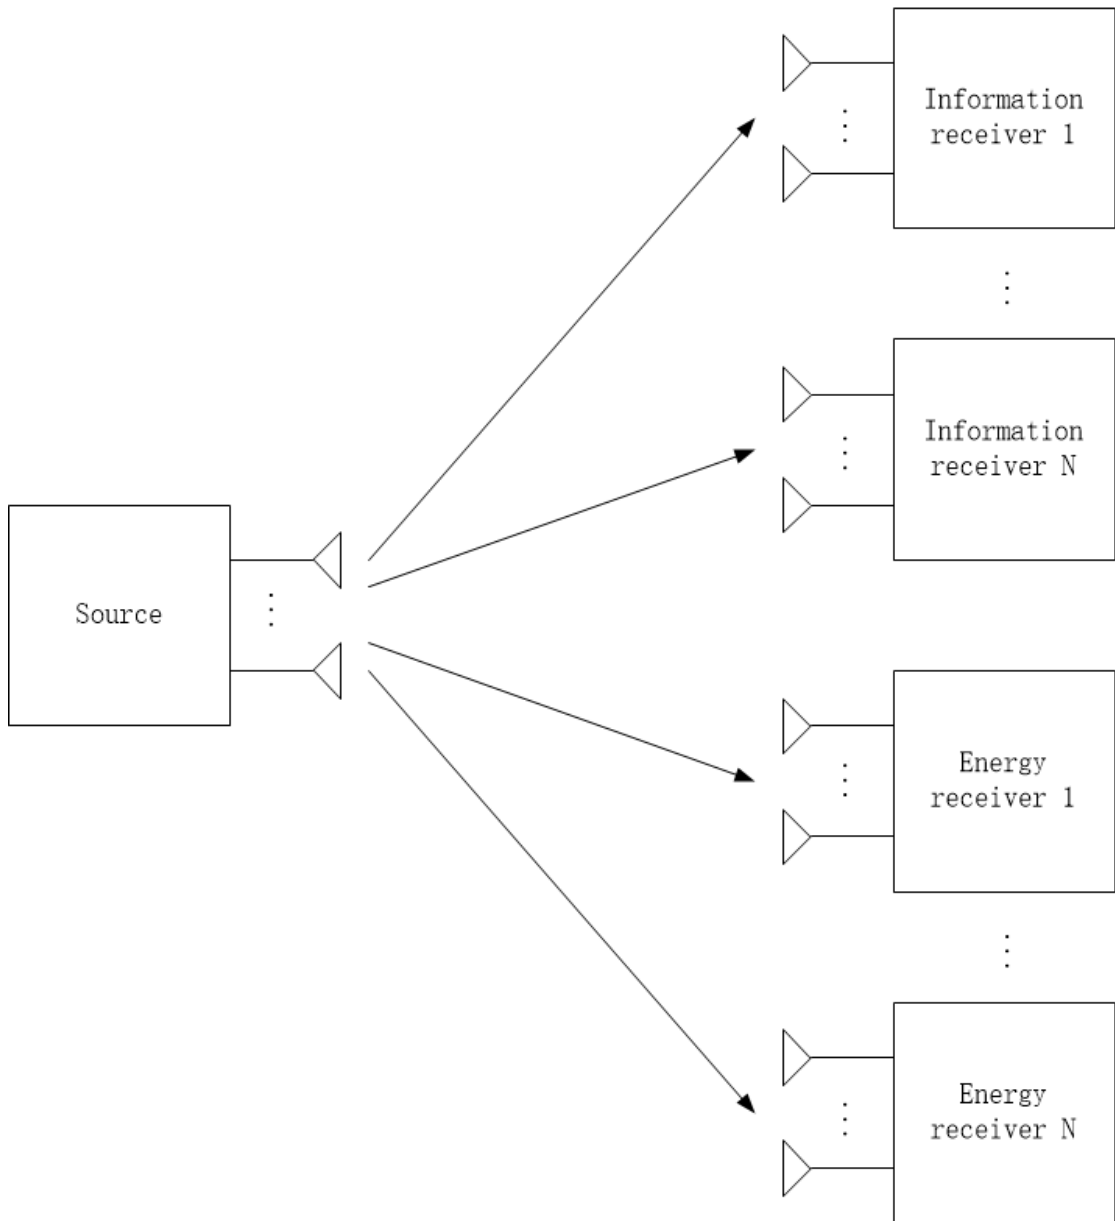 Information
receiver 1
Information
receiver N
Source
Energy
receiver 1
Energy
receiver N